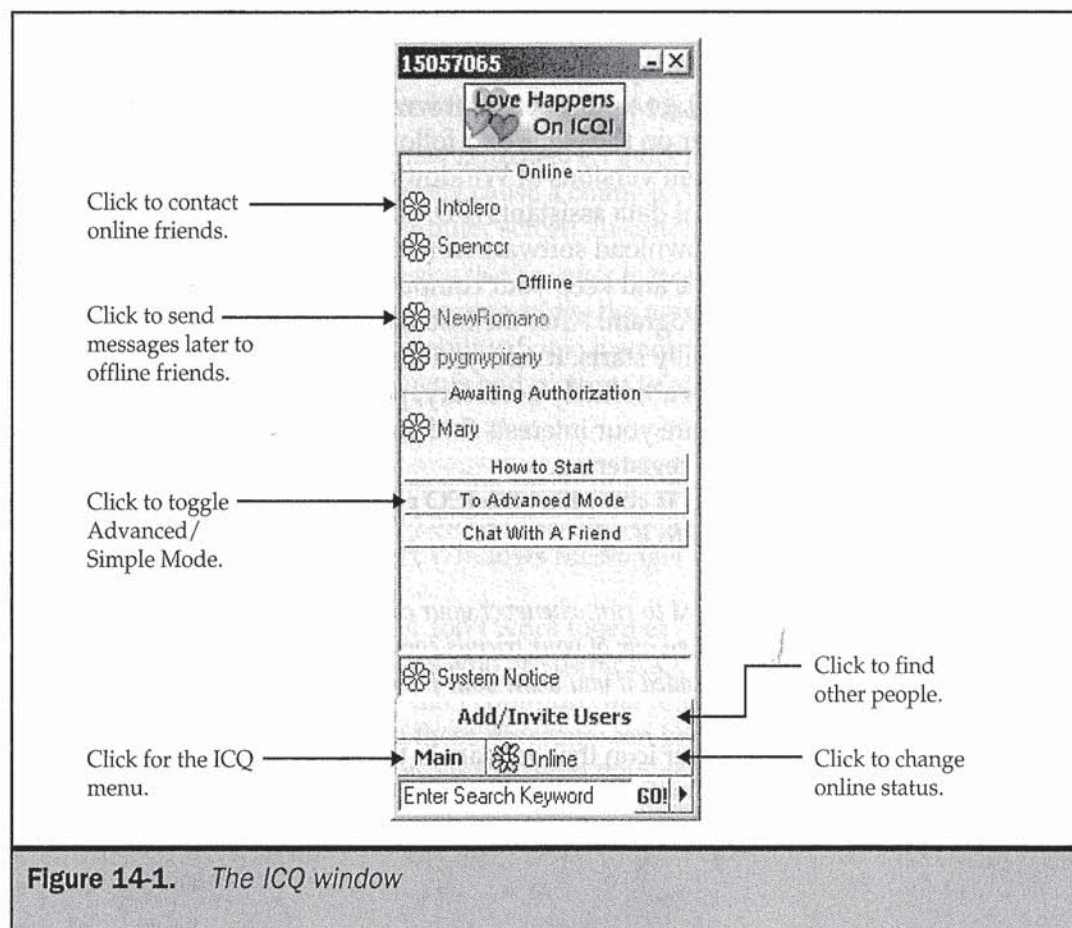 15057065
Love Happens
On ICQ!
Online
Click to contact
online friends.
Intolero
Spenccr
Offline
Click to send
messages later to
offline friends.
NewRomano
pygmypirany
Awaiting Authorization
Mary
How to Start
Click to toggle
Advanced/
Simple Mode.
To Advanced Mode
Chat With A Friend
System Notice
Click to find
other people.
Add/Invite Users
Click for the ICQ
menu.
Main
Online
Click to change
online status.
Enter Search Keyword GO!
Figure 14-1. The ICQ window